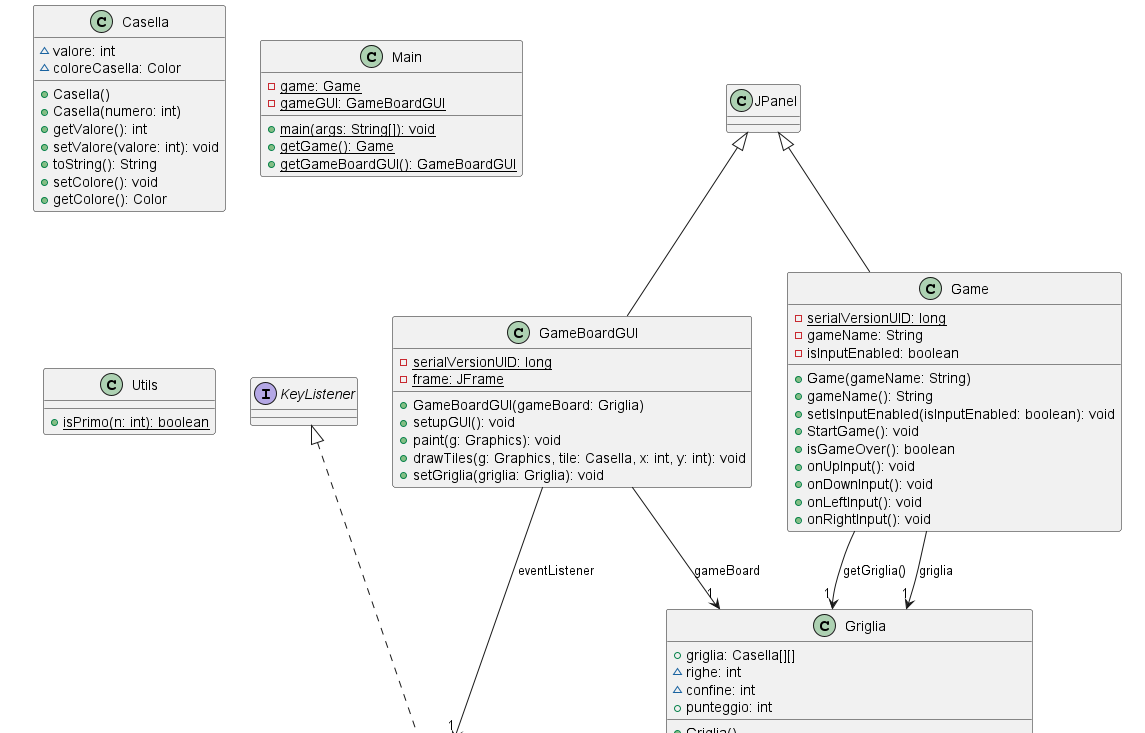 C Casella
valore: int
coloreCasella: Color
Casella()
Casella(numero: int)
getValore(): int
setValore(valore: int): void
toString(): String
setColore(): void
getColore(): Color
C Main
game: Game
gameGUI: GameBoardGUI
main(args: String[]): void
getGame(): Game
getGameBoardGUI(): GameBoardGUI
C JPanel
C Utils
isPrimo(n: int): boolean
I KeyListener
C GameBoardGUI
serialVersionUID: long
frame: JFrame
GameBoardGUI(gameBoard: Griglia)
setupGUI(): void
paint(g: Graphics): void
drawTiles(g: Graphics, tile: Casella, x: int, y: int): void
setGriglia(griglia: Griglia): void
C Game
serialVersionUID: long
gameName: String
isInputEnabled: boolean
Game(gameName: String)
gameName(): String
setIsInputEnabled(isInputEnabled: boolean): void
StartGame(): void
isGameOver(): boolean
onUpInput(): void
onDownInput(): void
onLeftInput(): void
onRightInput(): void
eventListener
1
gameBoard
1
getGriglia()
1
griglia
1
C Griglia
griglia: Casella[][]
righe: int
confine: int
punteggio: int
Griglia()